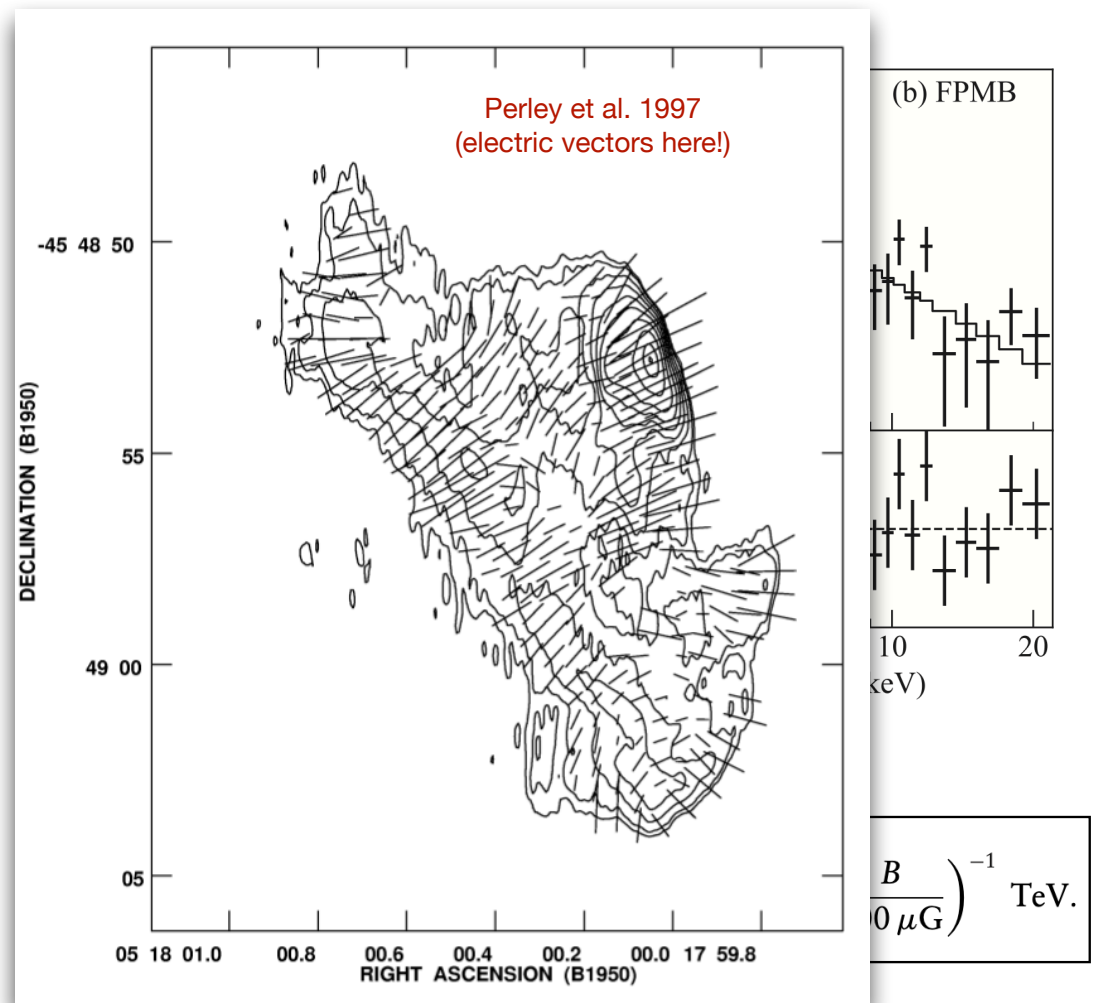 Perley et al. 1997
(electric vectors here!)
-45 48 50
55
49 00
05
DECLINATION (B1950)
05 18 01.0 00.8 00.6 00.4 00.2 00.0 17 59.8
RIGHT ASCENSION (B1950)
(b) FPMB
10 20
keV)
B
0 μG
−1
TeV.